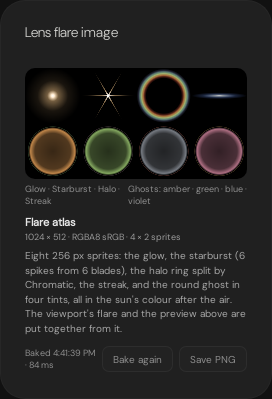 Lens flare image
Glow · Starburst · Halo ·
Streak
Ghosts: amber · green · blue ·
violet
Flare atlas
1024 × 512 · RGBA8 sRGB · 4 × 2 sprites
Eight 256 px sprites: the glow, the starburst (6
spikes from 6 blades), the halo ring split by
Chromatic, the streak, and the round ghost in
four tints, all in the sun's colour after the air.
The viewport's flare and the preview above are
put together from it.
Baked 4:41:39 PM
· 84 ms
Bake again
Save PNG